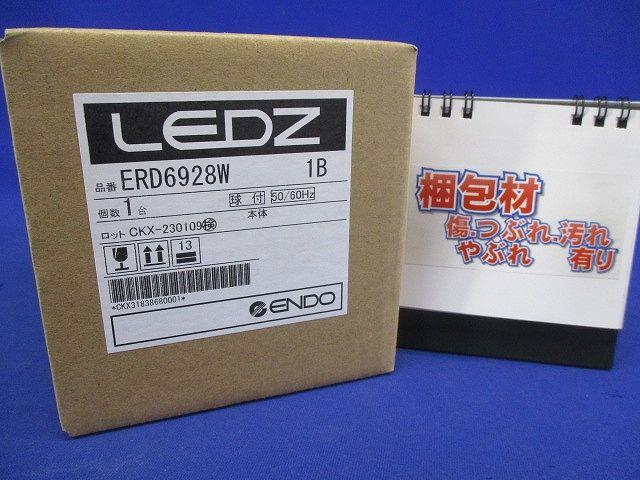 LEDZ
品番 ERD6928W 1B
個数 1 台 球付 50/60Hz
本体
ロット CKX-230109 検
13
*CKX31838680001*
ENDO
梱包材
傷.つぶれ.汚れ
やぶれ 有り